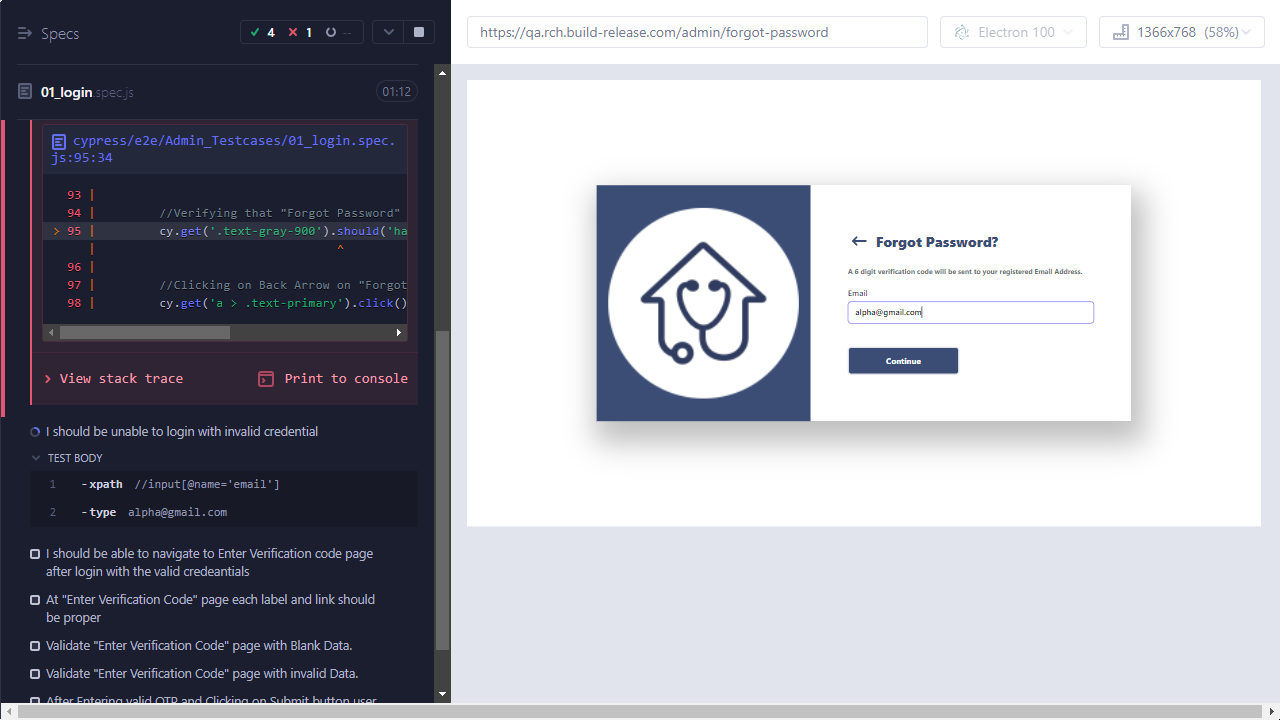 Specs
4 1 --
01_login.spec.js 01:12
cypress/e2e/Admin_Testcases/01_login.spec.
js:95:34
93 |
94 | //Verifying that "Forgot Password"
> 95 | cy.get('.text-gray-900').should('ha
| ^
96 |
97 | //Clicking on Back Arrow on "Forgot
98 | cy.get('a > .text-primary').click()
View stack trace
Print to console
I should be unable to login with invalid credential
TEST BODY
1 -xpath //input[@name='email']
2 -type alpha@gmail.com
I should be able to navigate to Enter Verification code page
after login with the valid credeantials
At "Enter Verification Code" page each label and link should
be proper
Validate "Enter Verification Code" page with Blank Data.
Validate "Enter Verification Code" page with invalid Data.
After Entering valid OTP and Clicking on Submit button user
https://qa.rch.build-release.com/admin/forgot-password
Electron 100
1366x768 (58%)
Forgot Password?
A 6 digit verification code will be sent to your registered Email Address.
Email
alpha@gmail.com
Continue